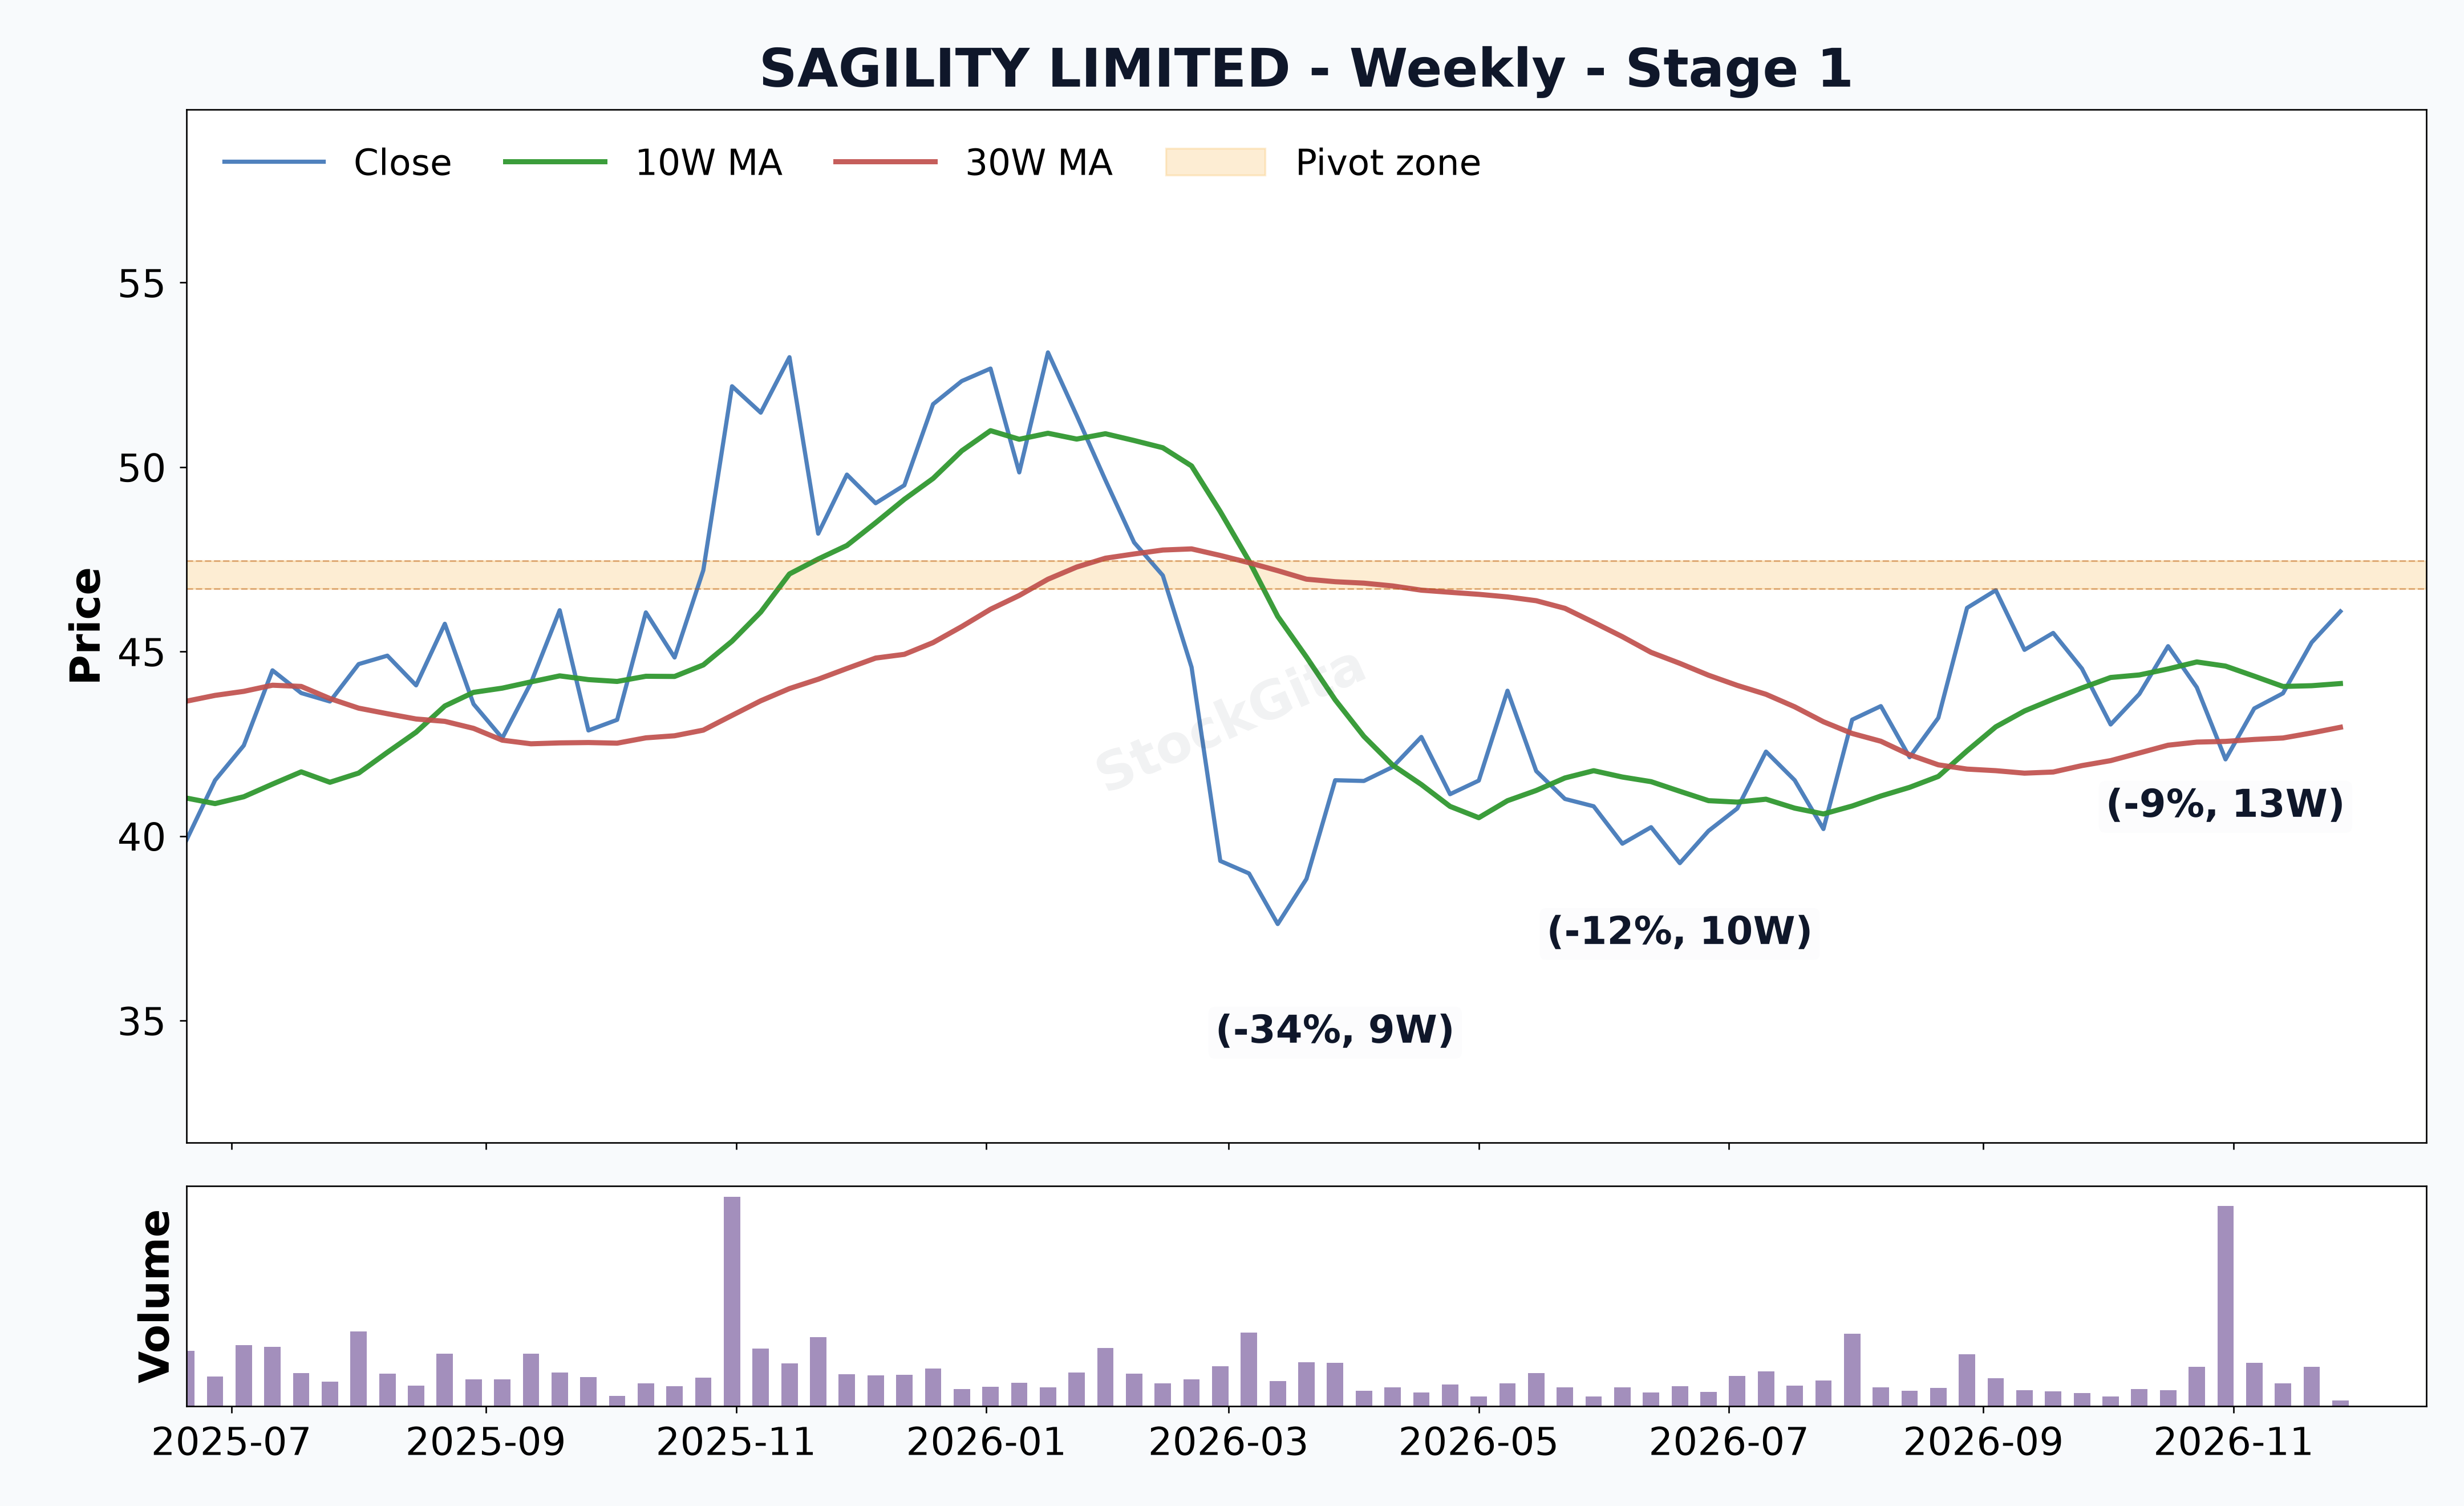 SAGILITY LIMITED - Weekly - Stage 1
Close 10W MA 30W MA Pivot zone
55
50
45
40
35
Price
StockGita
(-9%, 13W)
(-12%, 10W)
(-34%, 9W)
Volume
2025-07 2025-09 2025-11 2026-01 2026-03 2026-05 2026-07 2026-09 2026-11